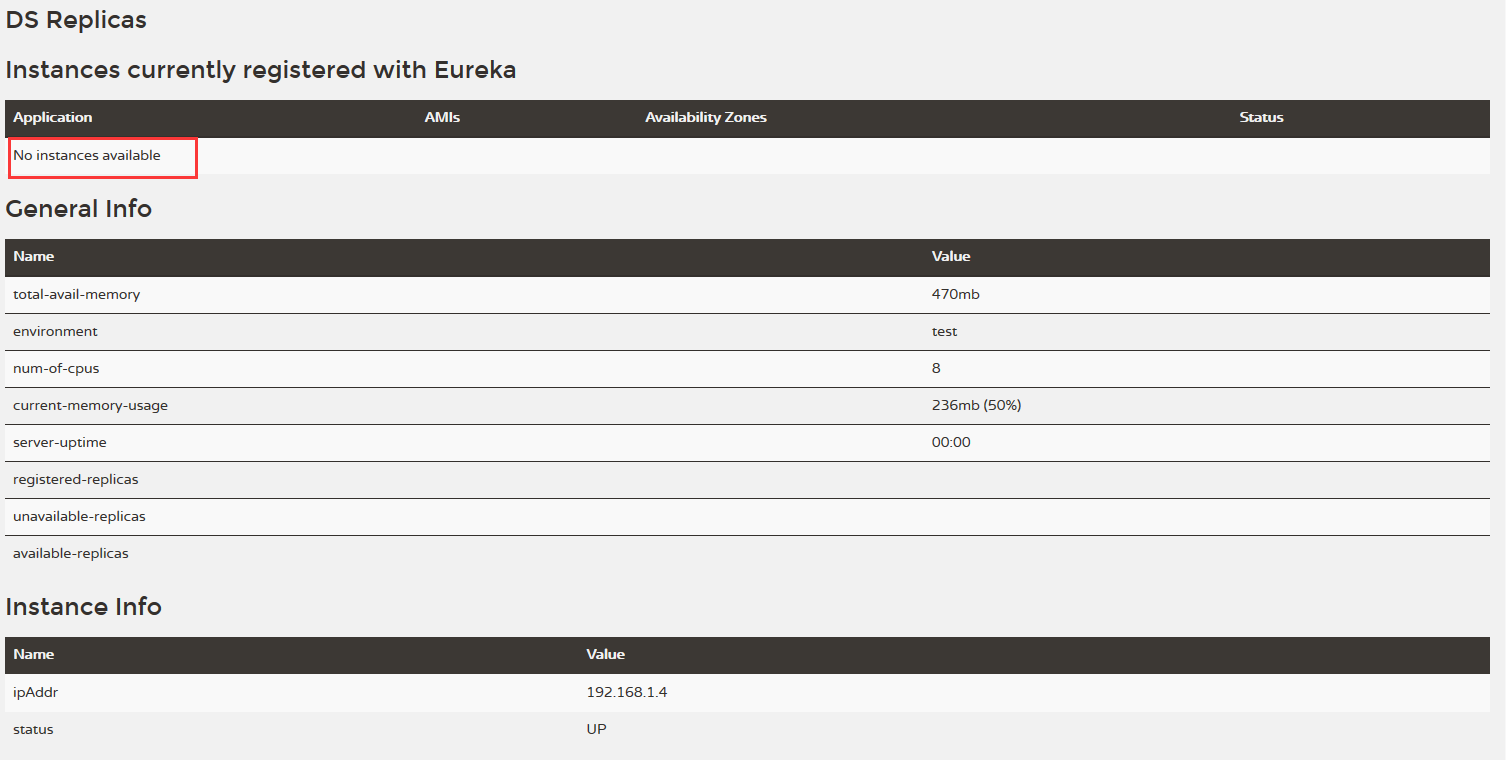 DS Replicas
Instances currently registered with Eureka
Application AMIs Availability Zones Status
No instances available
General Info
Name Value
total-avail-memory 470mb
environment test
num-of-cpus 8
current-memory-usage 236mb (50%)
server-uptime 00:00
registered-replicas
unavailable-replicas
available-replicas
Instance Info
Name Value
ipAddr 192.168.1.4
status UP